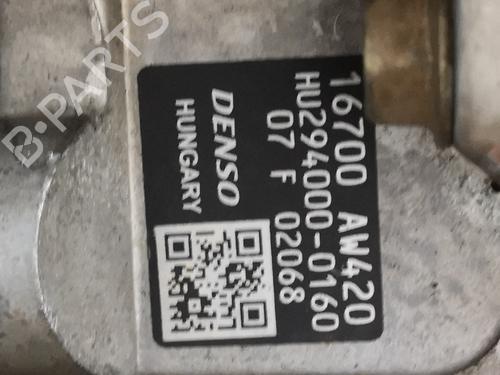 16700 AW420
HU294000-0160
07 F 02068
DENSO
HUNGARY
B-PARTS